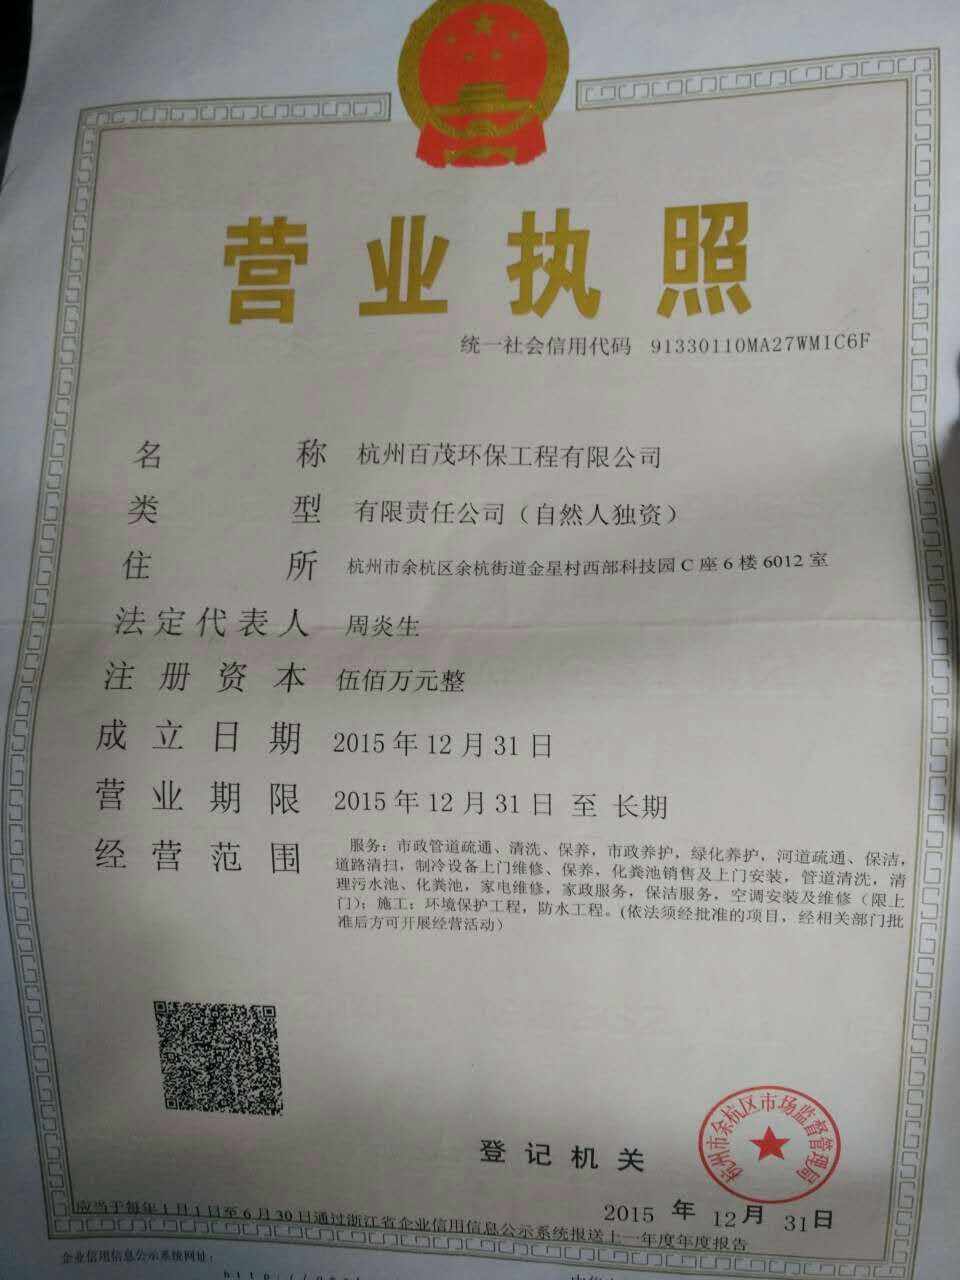 营业执照
统一社会信用代码 91330110MA27WM1C6F
名称 杭州百茂环保工程有限公司
类型 有限责任公司（自然人独资）
住所 杭州市余杭区余杭街道金星村西部科技园C座6楼6012室
法定代表人 周炎生
注册资本 伍佰万元整
成立日期 2015年12月31日
营业期限 2015年12月31日至长期
经营范围 服务：市政管道疏通、清洗、保养，市政养护，绿化养护，河道疏通、保洁，
道路清扫，制冷设备上门维修、保养，化粪池销售及上门安装，管道清洗，清
理污水池、化粪池，家电维修，家政服务，保洁服务，空调安装及维修（限上
门）；施工：环境保护工程，防水工程。(依法须经批准的项目，经相关部门批
准后方可开展经营活动）
杭州市余杭区市场监督管理局
登记机关
2015年12月31日
应当于每年1月1日至6月30日通过浙江省企业信用信息公示系统报送上一年度年度报告
企业信用信息公示系统网址：